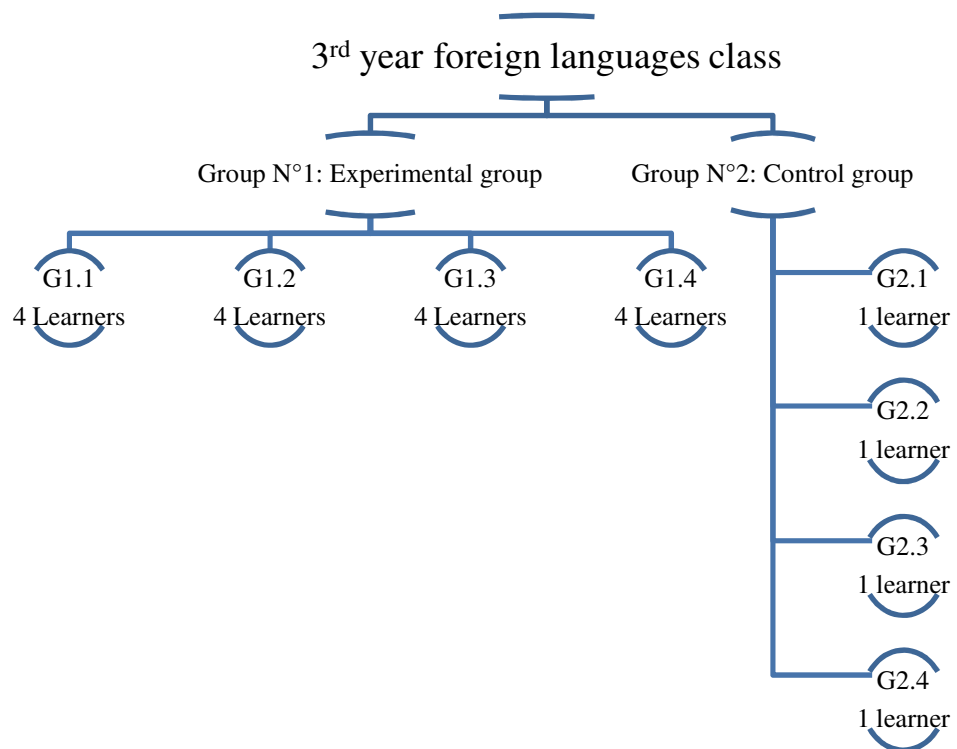 3rd year foreign languages class
Group N°1: Experimental group
Group N°2: Control group
G1.1
4 Learners
G1.2
4 Learners
G1.3
4 Learners
G1.4
4 Learners
G2.1
1 learner
G2.2
1 learner
G2.3
1 learner
G2.4
1 learner